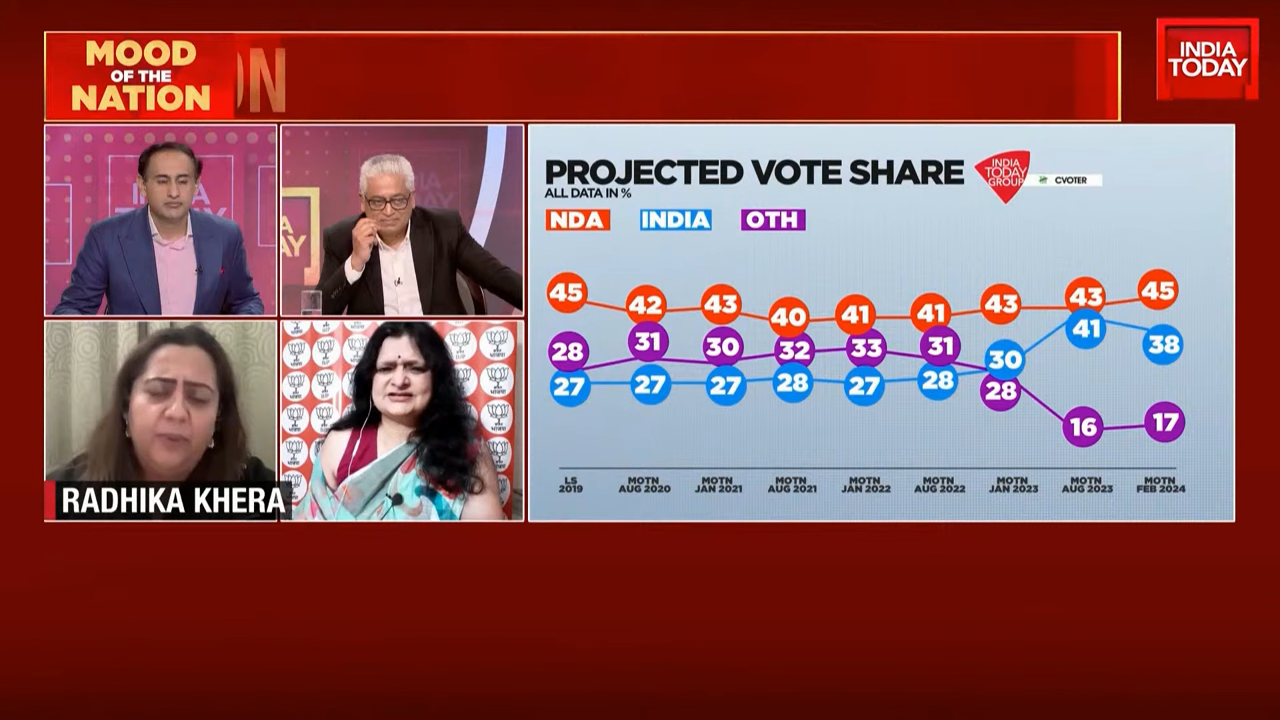 MOOD
OF THE
NATION
ON
INDIA
TODAY
PROJECTED VOTE SHARE
ALL DATA IN %
INDIA
TODAY
GROUP
CVOTER
NDA INDIA OTH
45 42 43 40 41 41 43 43 45
28 31 30 32 33 31 30 41 38
27 27 27 28 27 28 28 16 17
LS
2019
MOTN
AUG 2020
MOTN
JAN 2021
MOTN
AUG 2021
MOTN
JAN 2022
MOTN
AUG 2022
MOTN
JAN 2023
MOTN
AUG 2023
MOTN
FEB 2024
RADHIKA KHERA